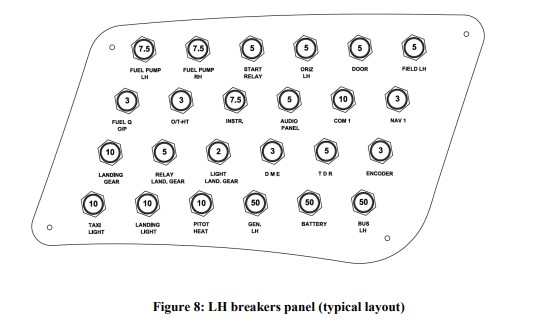 7.5 7.5 5 5 5 5
FUEL PUMP LH FUEL PUMP RH START RELAY ORIZ LH DOOR FIELD LH
3 3 7.5 5 10 3
FUEL Q O/P O/T-HT INSTR, AUDIO PANEL COM 1 NAV 1
10 5 2 3 5 3
LANDING GEAR RELAY LAND. GEAR LIGHT LAND. GEAR D M E T D R ENCODER
10 10 10 50 50 50
TAXI LIGHT LANDING LIGHT PITOT HEAT GEN. LH BATTERY BUS LH
Figure 8: LH breakers panel (typical layout)